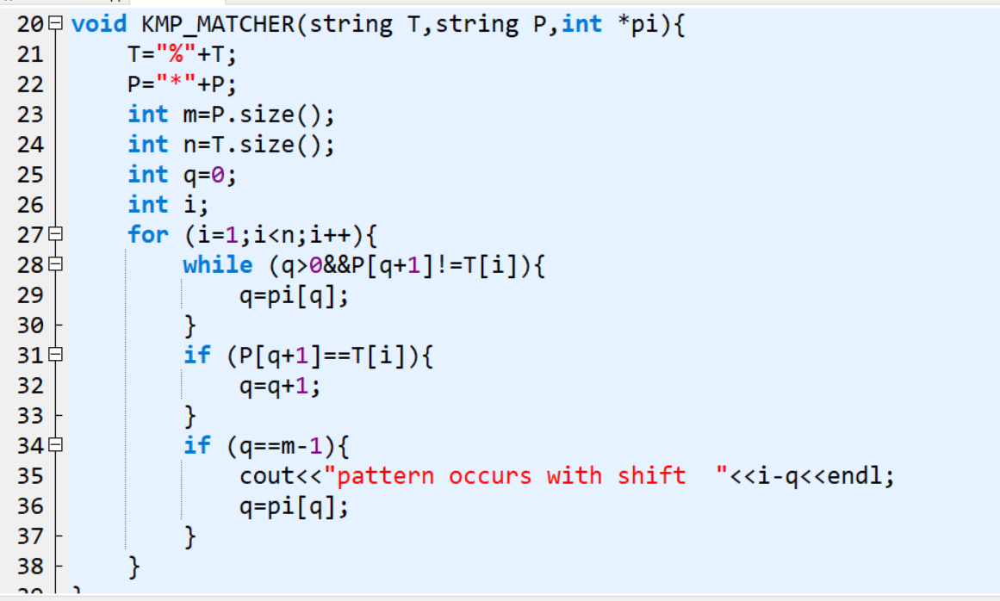 20 void KMP_MATCHER(string T,string P,int *pi){
21 T="%"+T;
22 P="*"+P;
23 int m=P.size();
24 int n=T.size();
25 int q=0;
26 int i;
27 for (i=1;i<n;i++){
28 while (q>0&&P[q+1]!=T[i]){
29 q=pi[q];
30 }
31 if (P[q+1]==T[i]){
32 q=q+1;
33 }
34 if (q==m-1){
35 cout<<"pattern occurs with shift  "<<i-q<<endl;
36 q=pi[q];
37 }
38 }